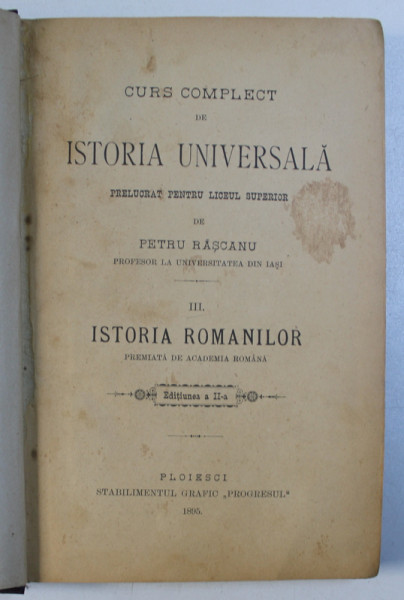 CURS COMPLECT
DE
ISTORIA UNIVERSALĂ
PRELUCRAT PENTRU LICEUL SUPERIOR
DE
PETRU RĂȘCANU
PROFESOR LA UNIVERSITATEA DIN IAȘI
III.
ISTORIA ROMANILOR
PREMIATĂ DE ACADEMIA ROMÂNĂ
Edițiunea a II-a
PLOIESCI
STABILIMENTUL GRAFIC „PROGRESUL"
1895.